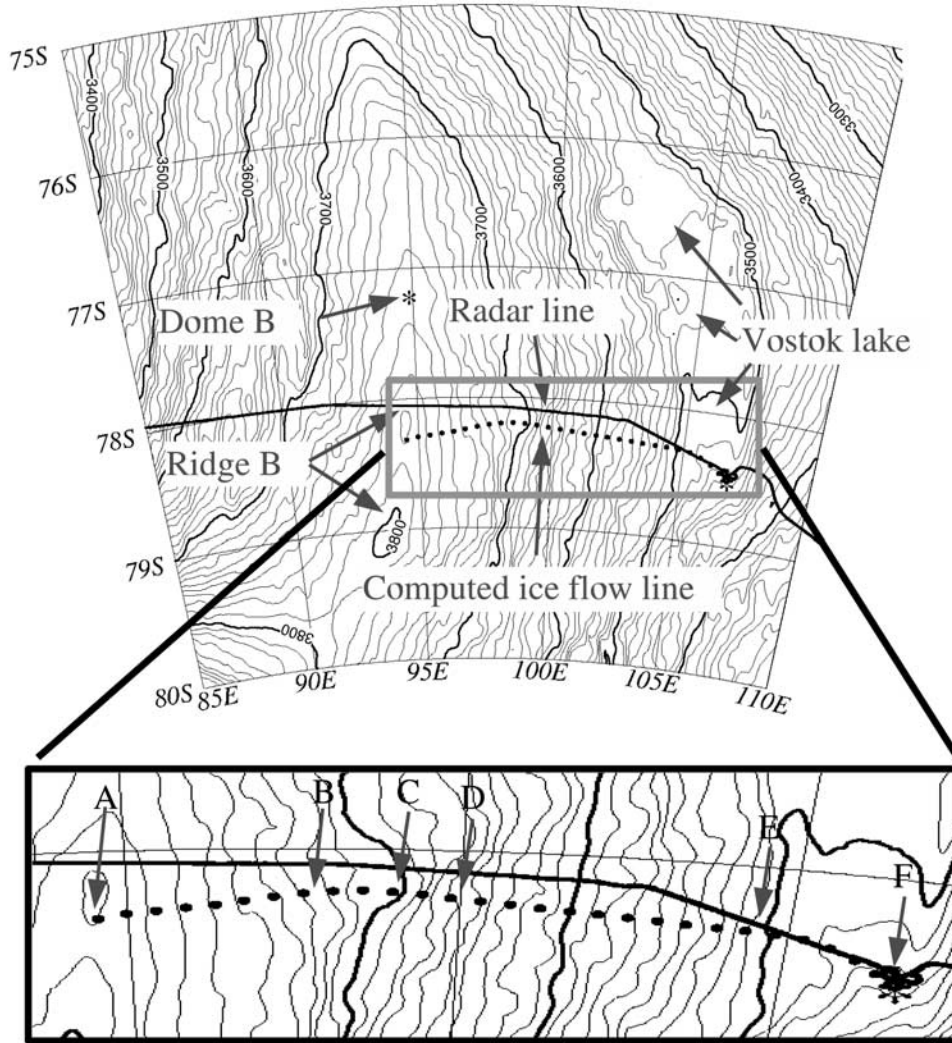 75S
76S
77S
78S
79S
80S
85E
90E
95E
100E
105E
110E
3400
3500
3600
3700
3700
3600
3500
3400
3300
3800
3800
Dome B
Radar line
Vostok lake
Ridge B
Computed ice flow line
A
B
C
D
E
F